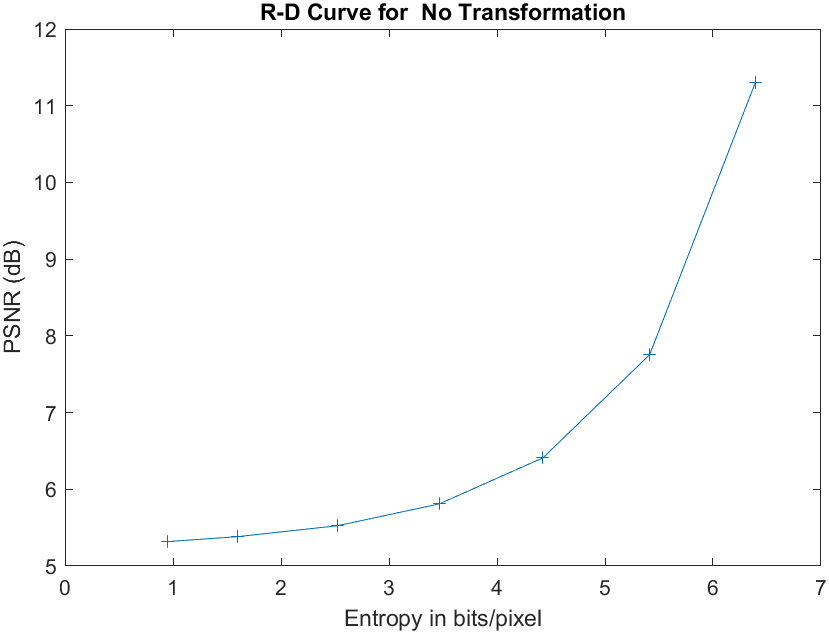 R-D Curve for  No Transformation
12
11
10
9
8
7
6
5
PSNR (dB)
0 1 2 3 4 5 6 7
Entropy in bits/pixel